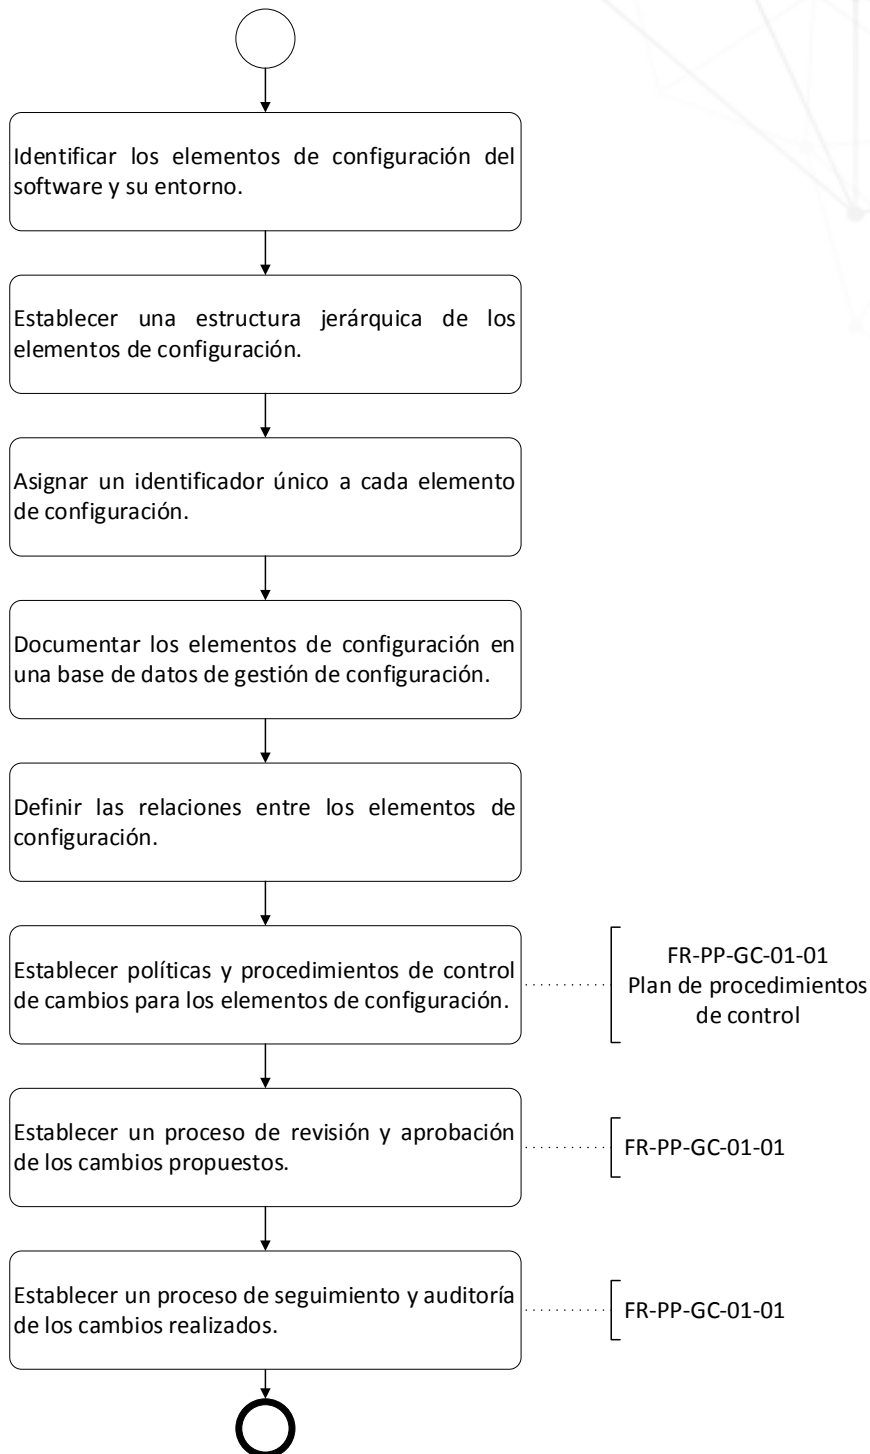 Identificar los elementos de configuración del
software y su entorno.
Establecer una estructura jerárquica de los
elementos de configuración.
Asignar un identificador único a cada elemento
de configuración.
Documentar los elementos de configuración en
una base de datos de gestión de configuración.
Definir las relaciones entre los elementos de
configuración.
Establecer políticas y procedimientos de control
de cambios para los elementos de configuración.
FR-PP-GC-01-01
Plan de procedimientos
de control
Establecer un proceso de revisión y aprobación
de los cambios propuestos.
FR-PP-GC-01-01
Establecer un proceso de seguimiento y auditoría
de los cambios realizados.
FR-PP-GC-01-01